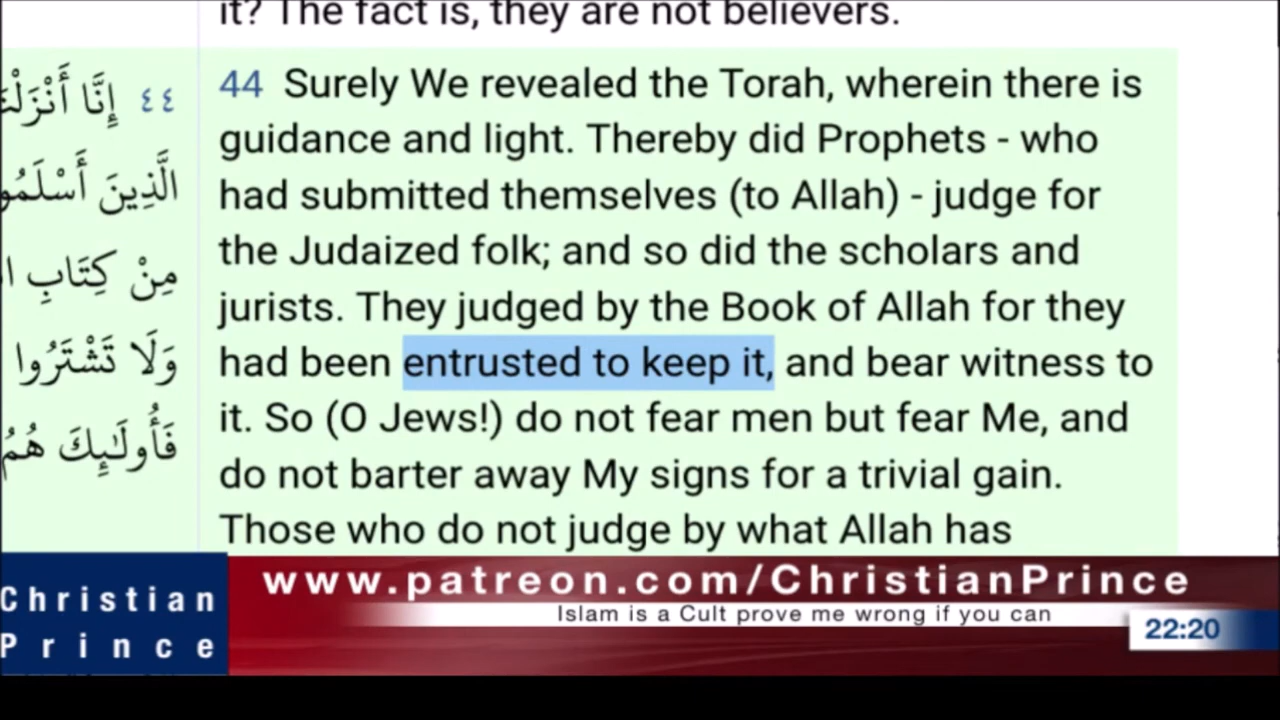 it? The fact is, they are not believers.
44 Surely We revealed the Torah, wherein there is
guidance and light. Thereby did Prophets - who
had submitted themselves (to Allah) - judge for
the Judaized folk; and so did the scholars and
jurists. They judged by the Book of Allah for they
had been entrusted to keep it, and bear witness to
it. So (O Jews!) do not fear men but fear Me, and
do not barter away My signs for a trivial gain.
Those who do not judge by what Allah has
٤٤ إِنَّا أَنْزَلْنَ
الَّذِينَ أَسْلَمُو
مِنْ كِتَابِ
وَلَا تَشْتَرُوا
فَأُولَٰئِكَ هُمُ
Christian
Prince
www.patreon.com/ChristianPrince
Islam is a Cult prove me wrong if you can
22:20